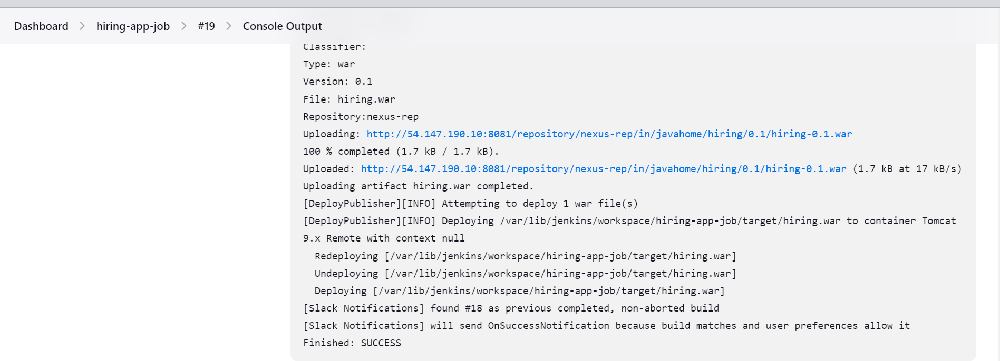 Dashboard > hiring-app-job > #19 > Console Output
Classifier:
Type: war
Version: 0.1
File: hiring.war
Repository:nexus-rep
Uploading: http://54.147.190.10:8081/repository/nexus-rep/in/javahome/hiring/0.1/hiring-0.1.war
100 % completed (1.7 kB / 1.7 kB).
Uploaded: http://54.147.190.10:8081/repository/nexus-rep/in/javahome/hiring/0.1/hiring-0.1.war (1.7 kB at 17 kB/s)
Uploading artifact hiring.war completed.
[DeployPublisher][INFO] Attempting to deploy 1 war file(s)
[DeployPublisher][INFO] Deploying /var/lib/jenkins/workspace/hiring-app-job/target/hiring.war to container Tomcat
9.x Remote with context null
  Redeploying [/var/lib/jenkins/workspace/hiring-app-job/target/hiring.war]
  Undeploying [/var/lib/jenkins/workspace/hiring-app-job/target/hiring.war]
  Deploying [/var/lib/jenkins/workspace/hiring-app-job/target/hiring.war]
[Slack Notifications] found #18 as previous completed, non-aborted build
[Slack Notifications] will send OnSuccessNotification because build matches and user preferences allow it
Finished: SUCCESS